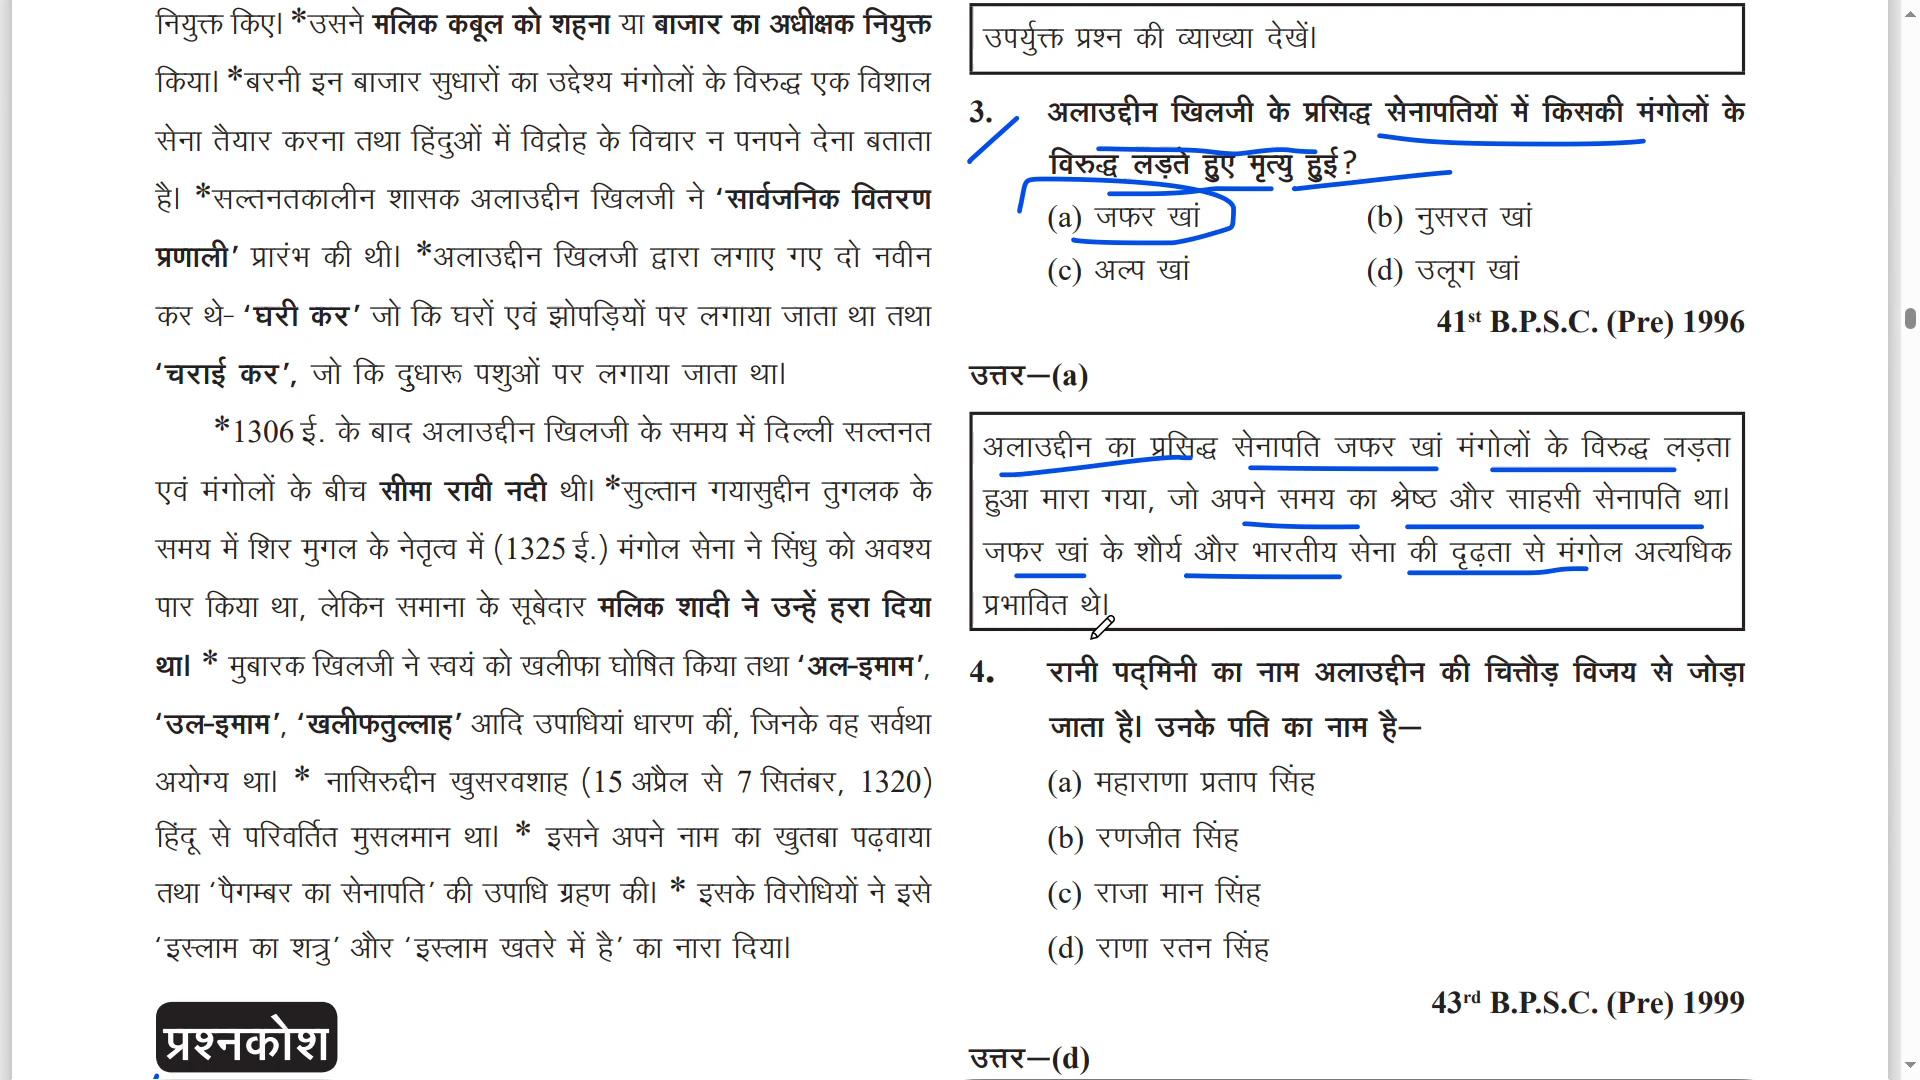 नियुक्त किए। *उसने मलिक कबूल को शहना या बाजार का अधीक्षक नियुक्त
किया। *बरनी इन बाजार सुधारों का उद्देश्य मंगोलों के विरुद्ध एक विशाल
सेना तैयार करना तथा हिंदुओं में विद्रोह के विचार न पनपने देना बताता
है। *सल्तनतकालीन शासक अलाउद्दीन खिलजी ने ‘सार्वजनिक वितरण
प्रणाली’ प्रारंभ की थी। *अलाउद्दीन खिलजी द्वारा लगाए गए दो नवीन
कर थे- ‘घरी कर’ जो कि घरों एवं झोपड़ियों पर लगाया जाता था तथा
‘चराई कर’, जो कि दुधारू पशुओं पर लगाया जाता था।
*1306 ई. के बाद अलाउद्दीन खिलजी के समय में दिल्ली सल्तनत
एवं मंगोलों के बीच सीमा रावी नदी थी। *सुल्तान गयासुद्दीन तुगलक के
समय में शिर मुगल के नेतृत्व में (1325 ई.) मंगोल सेना ने सिंधु को अवश्य
पार किया था, लेकिन समाना के सूबेदार मलिक शादी ने उन्हें हरा दिया
था। * मुबारक खिलजी ने स्वयं को खलीफा घोषित किया तथा ‘अल-इमाम’,
‘उल-इमाम’, ‘खलीफतुल्लाह’ आदि उपाधियां धारण कीं, जिनके वह सर्वथा
अयोग्य था। * नासिरुद्दीन खुसरवशाह (15 अप्रैल से 7 सितंबर, 1320)
हिंदू से परिवर्तित मुसलमान था। * इसने अपने नाम का खुतबा पढ़वाया
तथा ‘पैगम्बर का सेनापति’ की उपाधि ग्रहण की। * इसके विरोधियों ने इसे
‘इस्लाम का शत्रु’ और ‘इस्लाम खतरे में है’ का नारा दिया।
प्रश्नकोश
उपर्युक्त प्रश्न की व्याख्या देखें।
3. अलाउद्दीन खिलजी के प्रसिद्ध सेनापतियों में किसकी मंगोलों के
विरुद्ध लड़ते हुए मृत्यु हुई?
(a) जफर खां (b) नुसरत खां
(c) अल्प खां (d) उलूग खां
41st B.P.S.C. (Pre) 1996
उत्तर—(a)
अलाउद्दीन का प्रसिद्ध सेनापति जफर खां मंगोलों के विरुद्ध लड़ता
हुआ मारा गया, जो अपने समय का श्रेष्ठ और साहसी सेनापति था।
जफर खां के शौर्य और भारतीय सेना की दृढ़ता से मंगोल अत्यधिक
प्रभावित थे।
4. रानी पद्मिनी का नाम अलाउद्दीन की चित्तौड़ विजय से जोड़ा
जाता है। उनके पति का नाम है—
(a) महाराणा प्रताप सिंह
(b) रणजीत सिंह
(c) राजा मान सिंह
(d) राणा रतन सिंह
43rd B.P.S.C. (Pre) 1999
उत्तर—(d)